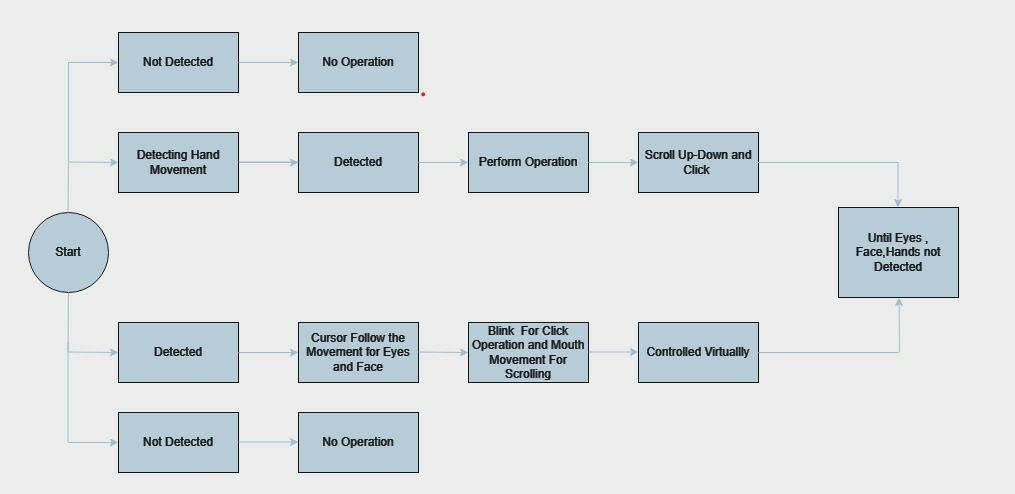 Not Detected
No Operation
Detecting Hand
Movement
Detected
Perform Operation
Scroll Up-Down and
Click
Start
Until Eyes ,
Face,Hands not
Detected
Detected
Cursor Follow the
Movement for Eyes
and Face
Blink  For Click
Operation and Mouth
Movement For
Scrolling
Controlled Virtuallly
Not Detected
No Operation